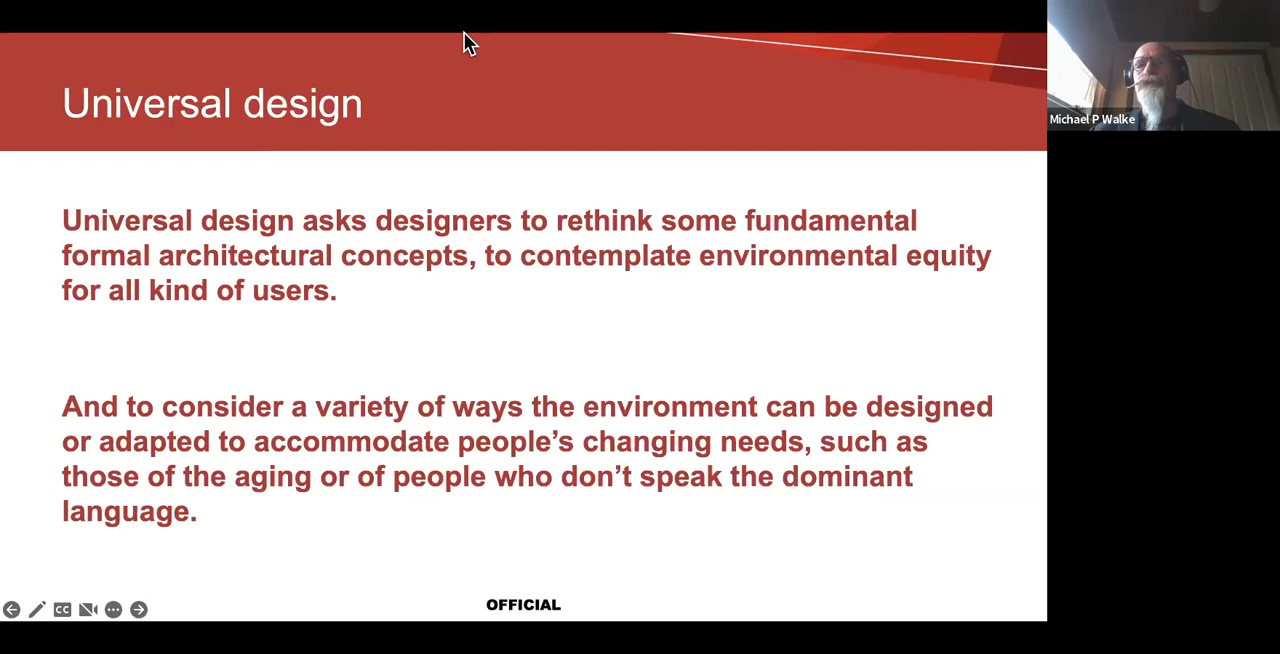 Universal design
Michael P Walke
Universal design asks designers to rethink some fundamental
formal architectural concepts, to contemplate environmental equity
for all kind of users.
And to consider a variety of ways the environment can be designed
or adapted to accommodate people’s changing needs, such as
those of the aging or of people who don’t speak the dominant
language.
CC
OFFICIAL